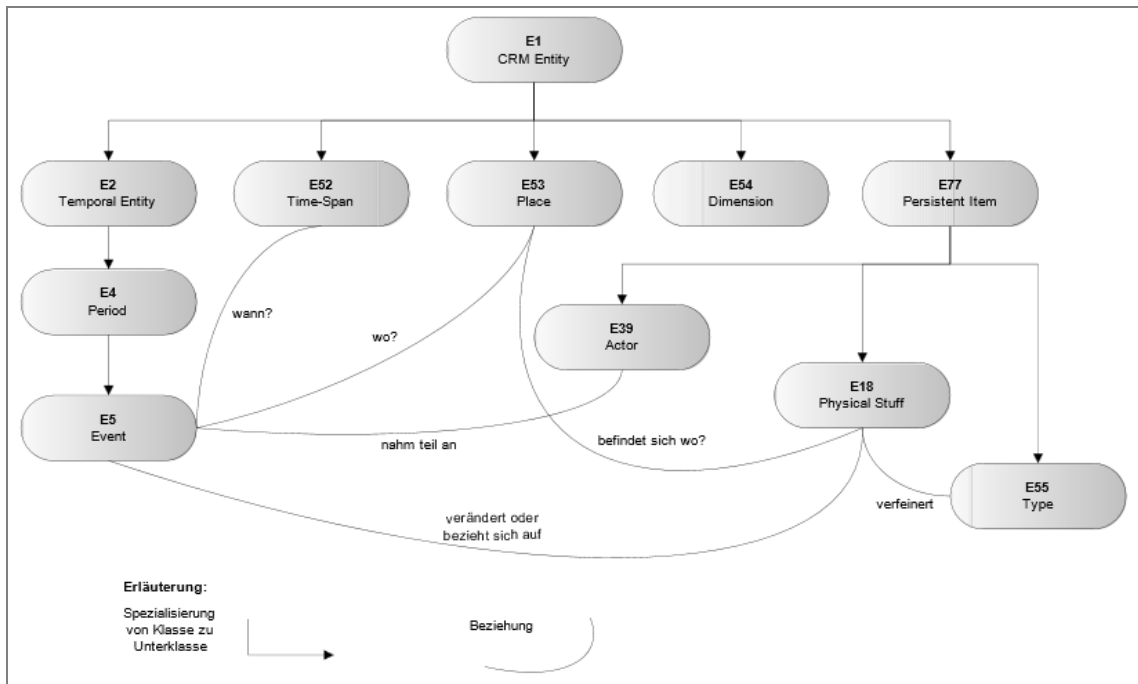 E1
CRM Entity
E2
Temporal Entity
E52
Time-Span
E53
Place
E54
Dimension
E77
Persistent Item
E4
Period
wann?
wo?
E39
Actor
E18
Physical Stuff
E5
Event
nahm teil an
befindet sich wo?
E55
Type
verfeinert
verändert oder
bezieht sich auf
Erläuterung:
Spezialisierung
von Klasse zu
Unterklasse
Beziehung